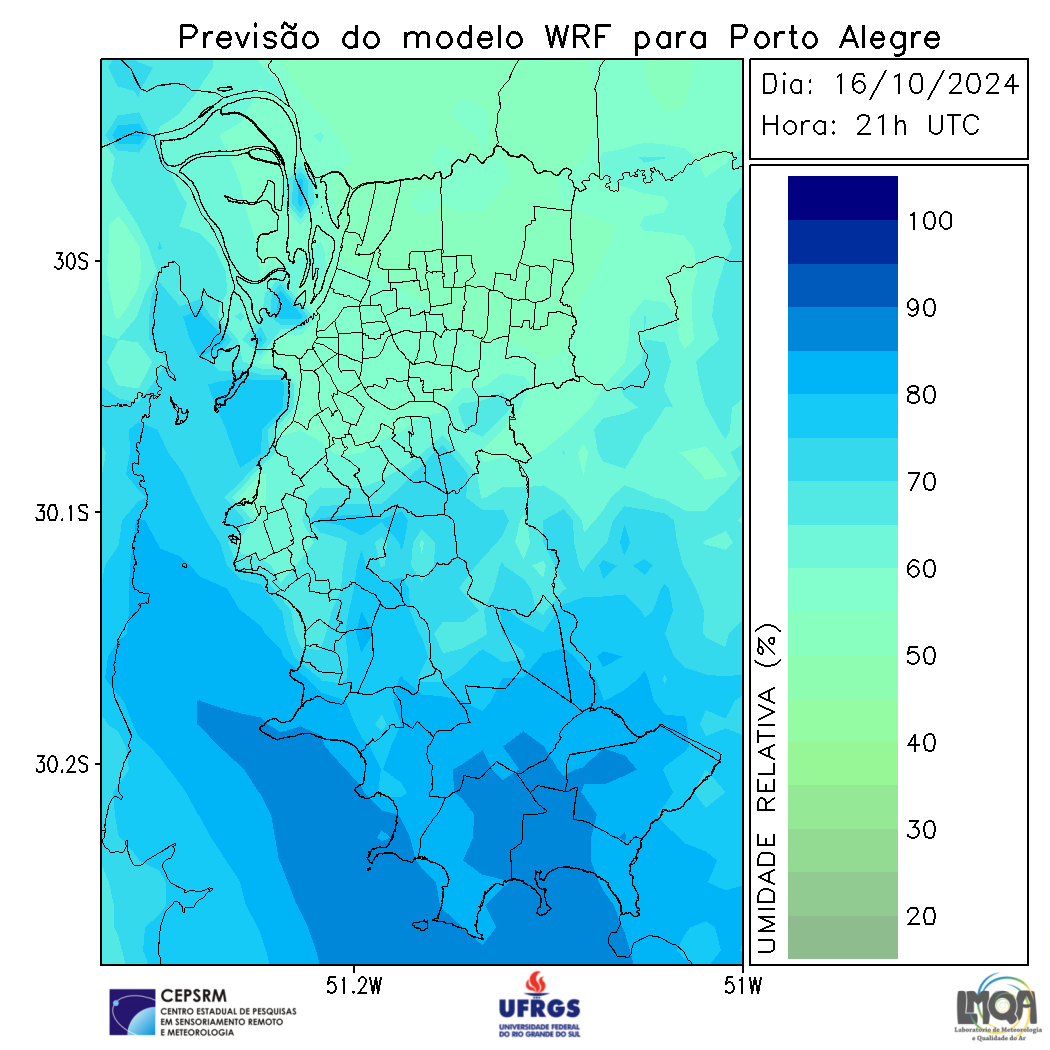 Previsão do modelo WRF para Porto Alegre
Dia: 16/10/2024
Hora: 21h UTC
30S
30.1S
30.2S
51.2W
51W
UMIDADE RELATIVA (%)
100
90
80
70
60
50
40
30
20
CEPSRM
CENTRO ESTADUAL DE PESQUISAS
EM SENSORIAMENTO REMOTO
E METEOROLOGIA
UFRGS
UNIVERSIDADE FEDERAL
DO RIO GRANDE DO SUL
LMQA
Laboratório de Meteorologia
e Qualidade do Ar